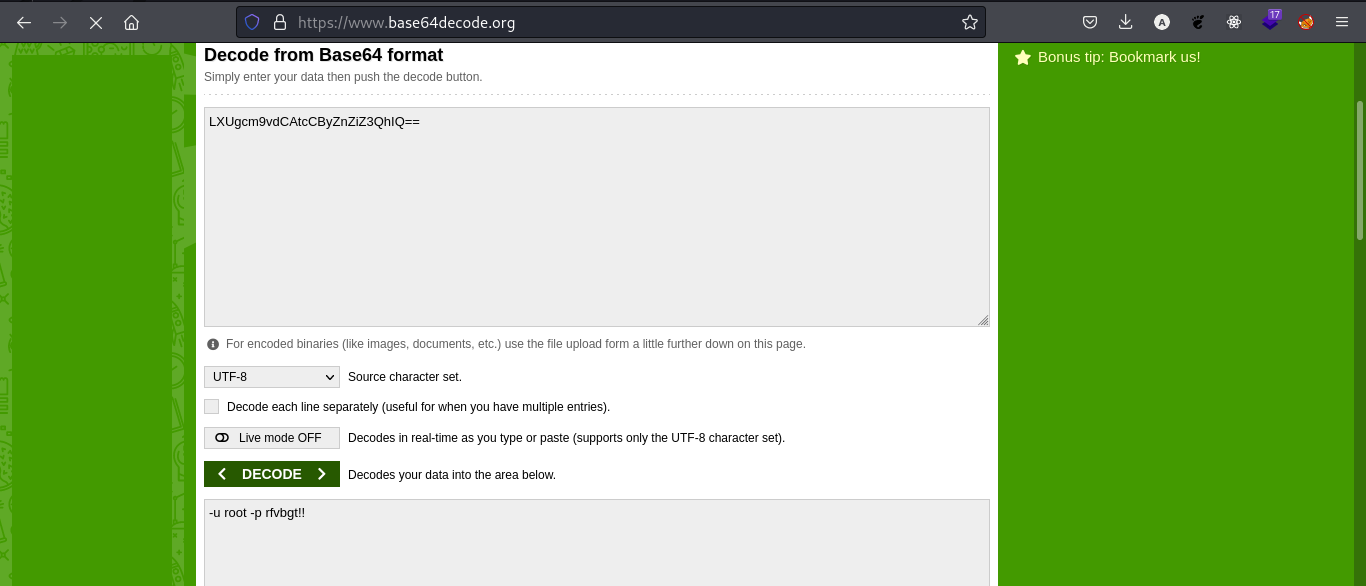 https://www.base64decode.org
A
17
Decode from Base64 format
Bonus tip: Bookmark us!
Simply enter your data then push the decode button.
LXUgcm9vdCAtcCByZnZiZ3QhIQ==
For encoded binaries (like images, documents, etc.) use the file upload form a little further down on this page.
UTF-8 Source character set.
Decode each line separately (useful for when you have multiple entries).
Live mode OFF Decodes in real-time as you type or paste (supports only the UTF-8 character set).
< DECODE > Decodes your data into the area below.
-u root -p rfvbgt!!